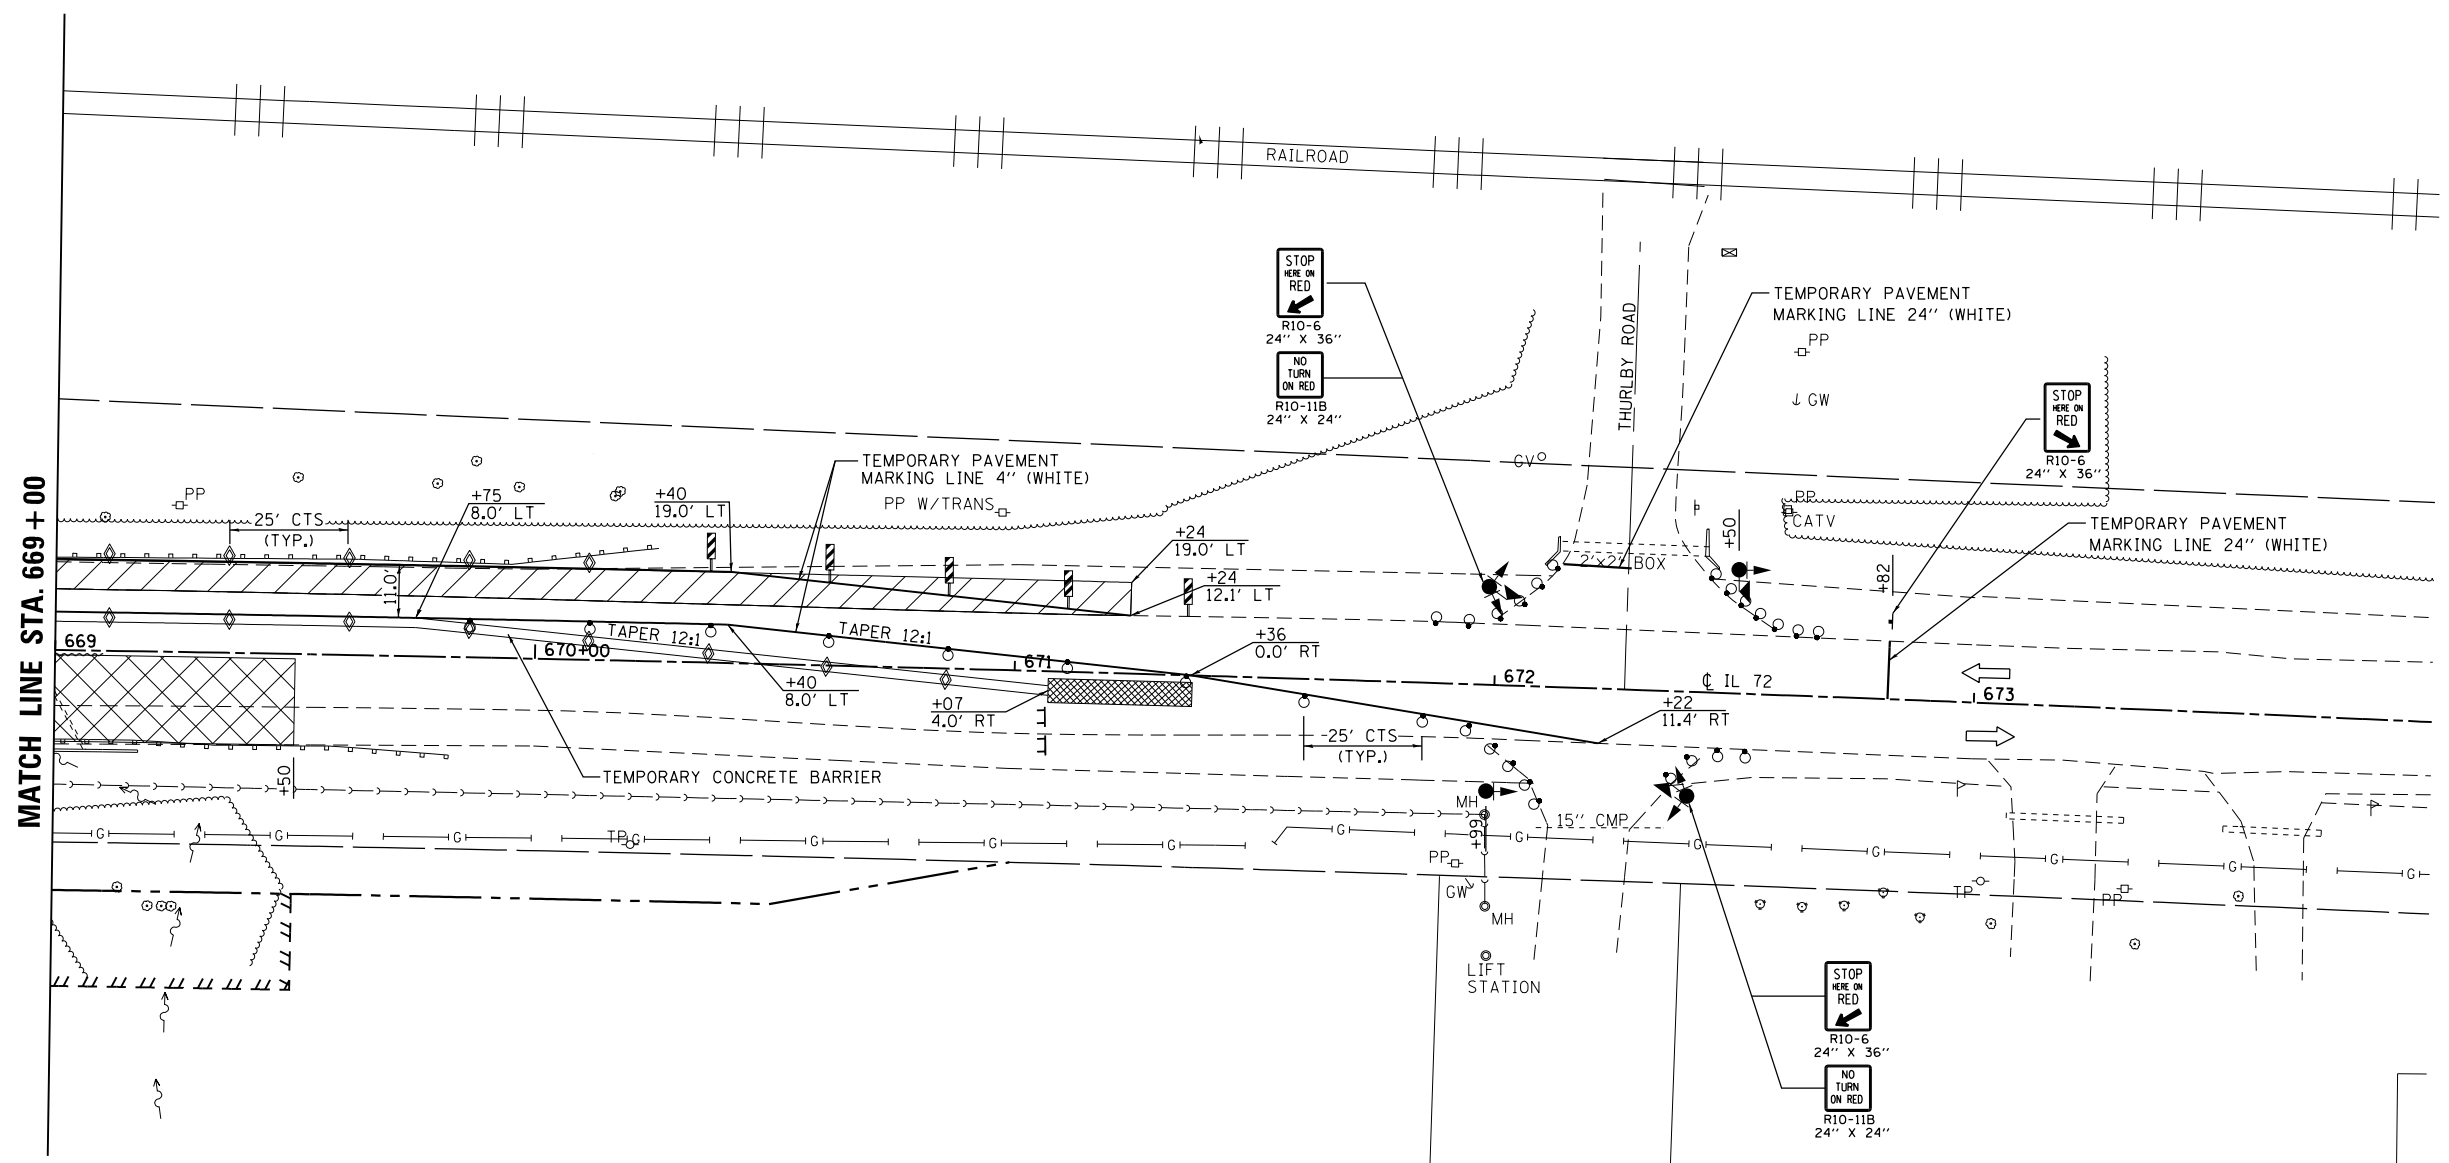 MATCH LINE STA. 669+00
RAILROAD
STOP
HERE ON
RED
R10-6
24" X 36"
NO
TURN
ON RED
R10-11B
24" X 24"
THURLBY ROAD
TEMPORARY PAVEMENT
MARKING LINE 24" (WHITE)
PP
GW
STOP
HERE ON
RED
R10-6
24" X 36"
GV
TEMPORARY PAVEMENT
MARKING LINE 4" (WHITE)
PP W/TRANS
PP
+75
8.0' LT
+40
19.0' LT
25' CTS
(TYP.)
PP
CATV
+50
TEMPORARY PAVEMENT
MARKING LINE 24" (WHITE)
+24
19.0' LT
+24
12.1' LT
2'x2' BOX
+82
11.0'
TAPER 12:1
TAPER 12:1
+36
0.0' RT
669
670+00
671
672
673
℄ IL 72
+40
8.0' LT
+07
4.0' RT
+22
11.4' RT
25' CTS
(TYP.)
+50
TEMPORARY CONCRETE BARRIER
MH
+99
15" CMP
G G G TP G G G G G G G G G G G
PP
GW
MH
TP
PP
LIFT
STATION
STOP
HERE ON
RED
R10-6
24" X 36"
NO
TURN
ON RED
R10-11B
24" X 24"